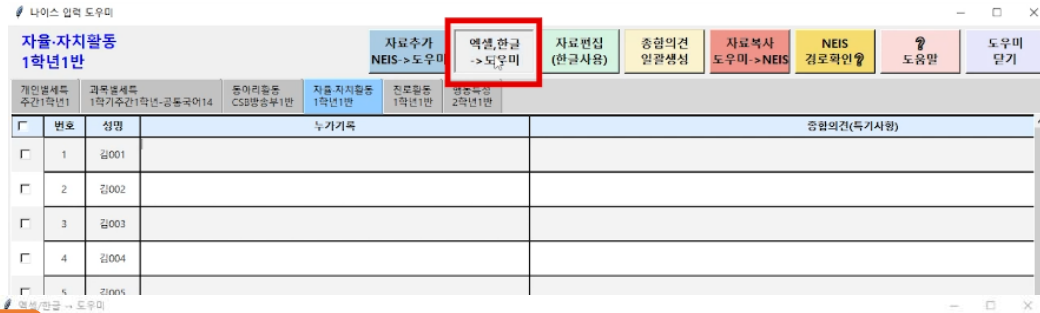 나이스 입력 도우미
자율·자치활동
1학년1반
자료추가
NEIS->도우미
엑셀,한글
->도우미
자료편집
(한글사용)
종합의견
일괄생성
자료복사
도우미->NEIS
NEIS
경로확인?
?
도움말
도우미
닫기
개인별세특
주간1학년1
과목별세특
1학기주간1학년-공통국어14
동아리활동
CSB방송부1반
자율·자치활동
1학년1반
진로활동
1학년1반
행동특성
2학년1반
번호 성명 누가기록 종합의견(특기사항)
1 김001
2 김002
3 김003
4 김004
5 김005
엑셀/한글 → 도우미